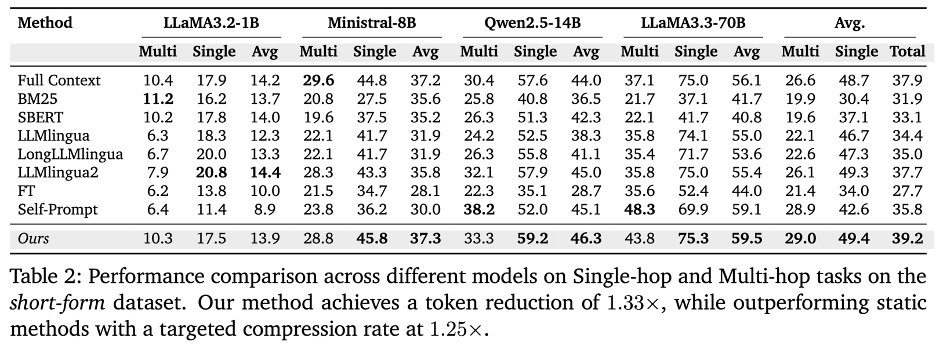 Method LLaMA3.2-1B Ministral-8B Qwen2.5-14B LLaMA3.3-70B Avg.
Multi Single Avg Multi Single Avg Multi Single Avg Multi Single Avg Multi Single Total
Full Context 10.4 17.9 14.2 29.6 44.8 37.2 30.4 57.6 44.0 37.1 75.0 56.1 26.6 48.7 37.9
BM25 11.2 16.2 13.7 20.8 27.5 35.6 25.8 40.8 36.5 21.7 37.1 41.7 19.9 30.4 31.9
SBERT 10.2 17.8 14.0 19.6 37.5 35.2 26.3 51.3 42.3 22.1 41.7 40.8 19.6 37.1 33.1
LLMlingua 6.3 18.3 12.3 22.1 41.7 31.9 24.2 52.5 38.3 35.8 74.1 55.0 22.1 46.7 34.4
LongLLMlingua 6.7 20.0 13.3 22.1 41.7 31.9 26.3 55.8 41.1 35.4 71.7 53.6 22.6 47.3 35.0
LLMlingua2 7.9 20.8 14.4 28.3 43.3 35.8 32.1 57.9 45.0 35.8 75.0 55.4 26.1 49.3 37.7
FT 6.2 13.8 10.0 21.5 34.7 28.1 22.3 35.1 28.7 35.6 52.4 44.0 21.4 34.0 27.7
Self-Prompt 6.4 11.4 8.9 23.8 36.2 30.0 38.2 52.0 45.1 48.3 69.9 59.1 28.9 42.6 35.8
Ours 10.3 17.5 13.9 28.8 45.8 37.3 33.3 59.2 46.3 43.8 75.3 59.5 29.0 49.4 39.2
Table 2: Performance comparison across different models on Single-hop and Multi-hop tasks on the
short-form dataset. Our method achieves a token reduction of 1.33×, while outperforming static
methods with a targeted compression rate at 1.25×.